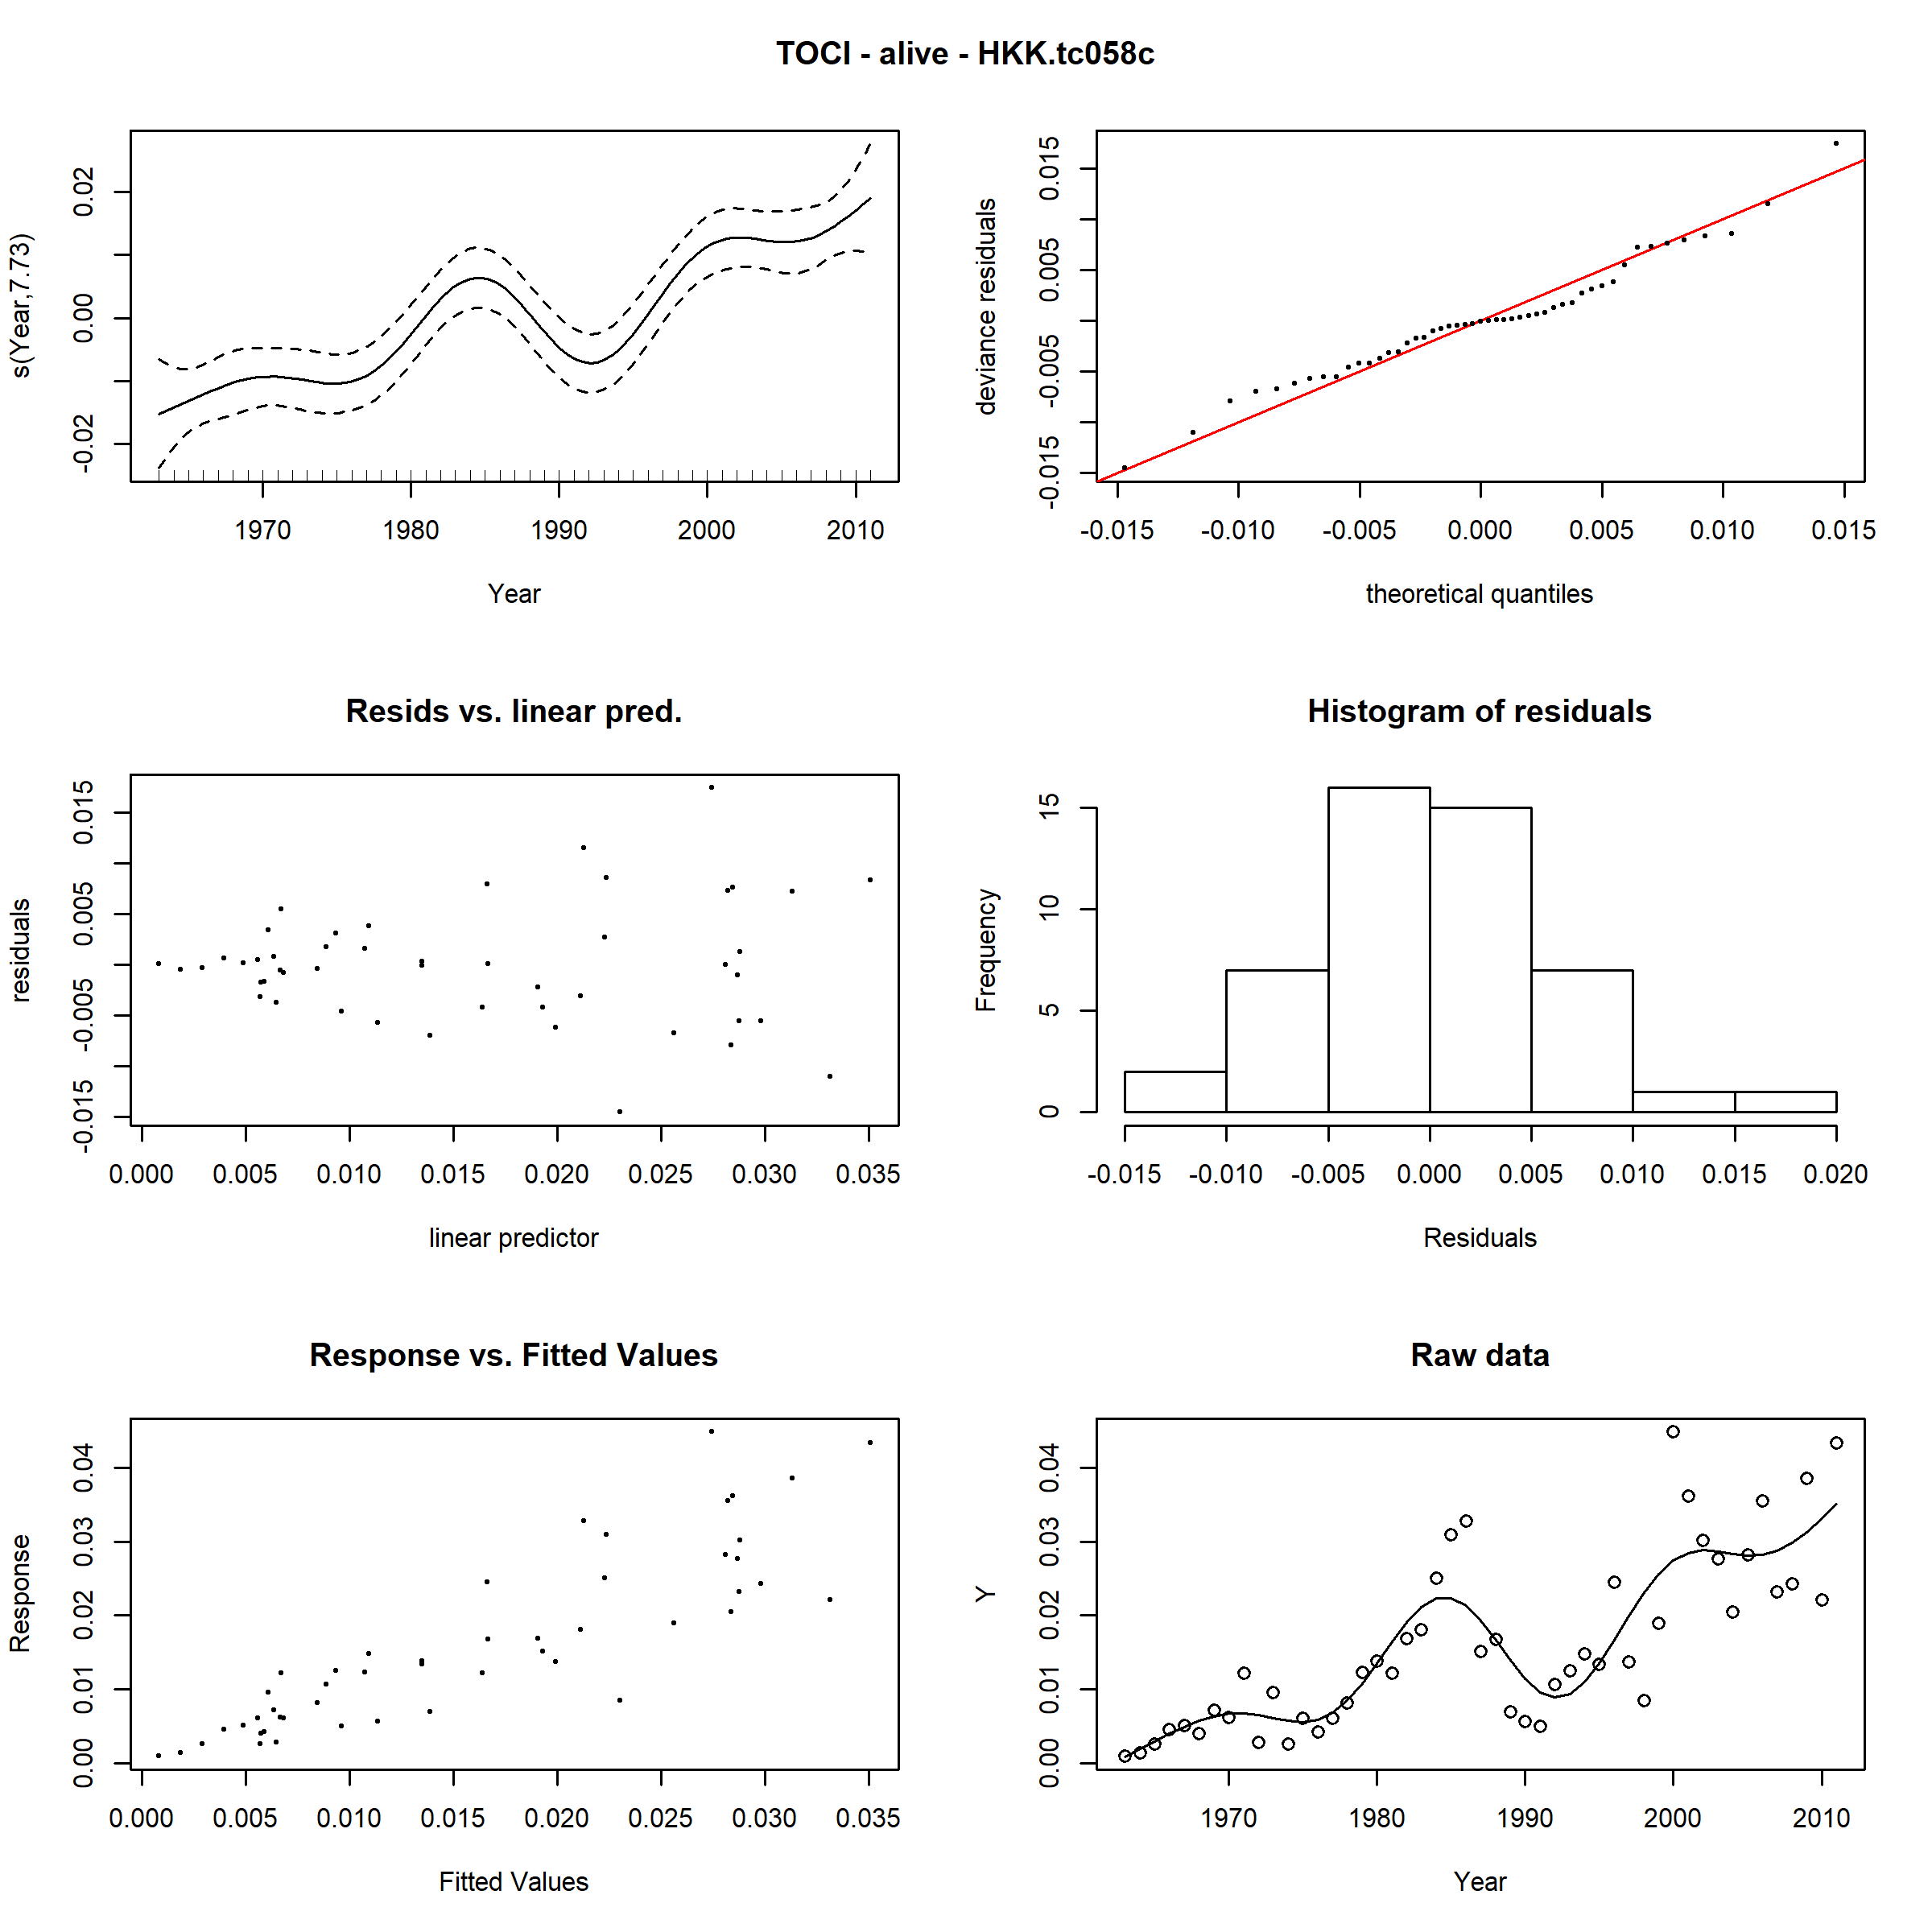 TOCI - alive - HKK.tc058c
s(Year,7.73)
-0.02 0.00 0.02
1970 1980 1990 2000 2010
Year
deviance residuals
-0.015 -0.005 0.005 0.015
-0.015 -0.010 -0.005 0.000 0.005 0.010 0.015
theoretical quantiles
Resids vs. linear pred.
residuals
-0.015 -0.005 0.005 0.015
0.000 0.005 0.010 0.015 0.020 0.025 0.030 0.035
linear predictor
Histogram of residuals
Frequency
0 5 10 15
-0.015 -0.010 -0.005 0.000 0.005 0.010 0.015 0.020
Residuals
Response vs. Fitted Values
Response
0.00 0.01 0.02 0.03 0.04
0.000 0.005 0.010 0.015 0.020 0.025 0.030 0.035
Fitted Values
Raw data
Y
0.00 0.01 0.02 0.03 0.04
1970 1980 1990 2000 2010
Year